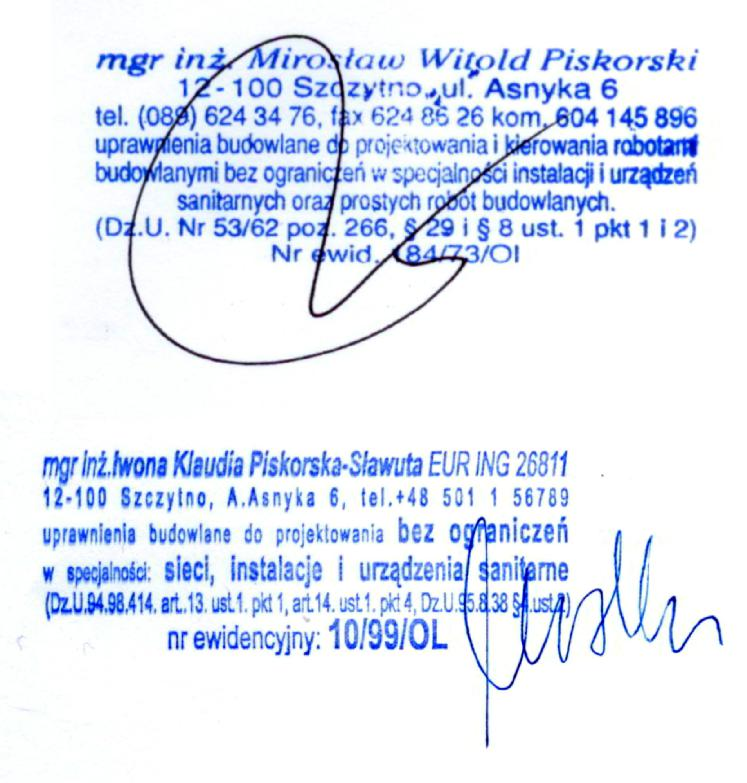 mgr inż. Mirosław Witold Piskorski
12-100 Szczytno, ul. Asnyka 6
tel. (089) 624 34 76, fax 624 86 26 kom. 604 145 896
uprawnienia budowlane do projektowania i kierowania robotami
budowlanymi bez ograniczeń w specjalności instalacji i urządzeń
sanitarnych oraz prostych robót budowlanych.
(Dz.U. Nr 53/62 poz. 266, § 29 i § 8 ust. 1 pkt 1 i 2)
Nr ewid. 184/73/Ol
mgr inż.Iwona Klaudia Piskorska-Sławuta EUR ING 26811
12-100 Szczytno, A.Asnyka 6, tel.+48 501 1 56789
uprawnienia budowlane do projektowania bez ograniczeń
w specjalności: sieci, instalacje i urządzenia sanitarne
(Dz.U.94.98.414. art..13. ust.1. pkt 1, art.14. ust.1. pkt 4, Dz.U.95.8.38 §4.ust.2)
nr ewidencyjny: 10/99/OL